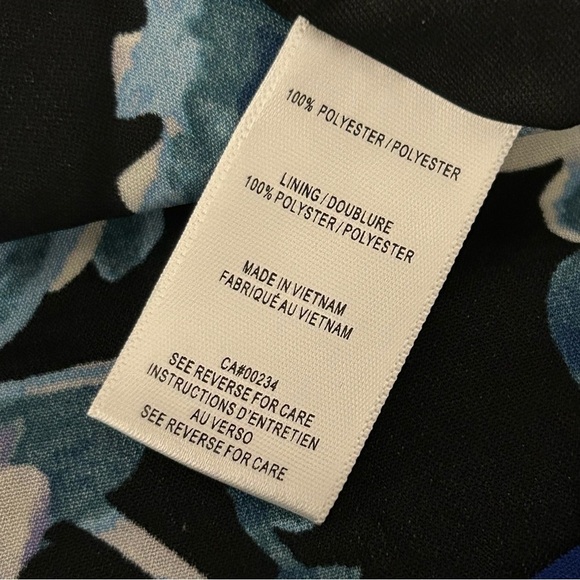 100% POLYESTER/POLYESTER
LINING/DOUBLURE
100% POLYSTER/POLYESTER
MADE IN VIETNAM
FABRIQUÉ AU VIETNAM
CA#00234
SEE REVERSE FOR CARE
INSTRUCTIONS D'ENTRETIEN
AU VERSO
SEE REVERSE FOR CARE